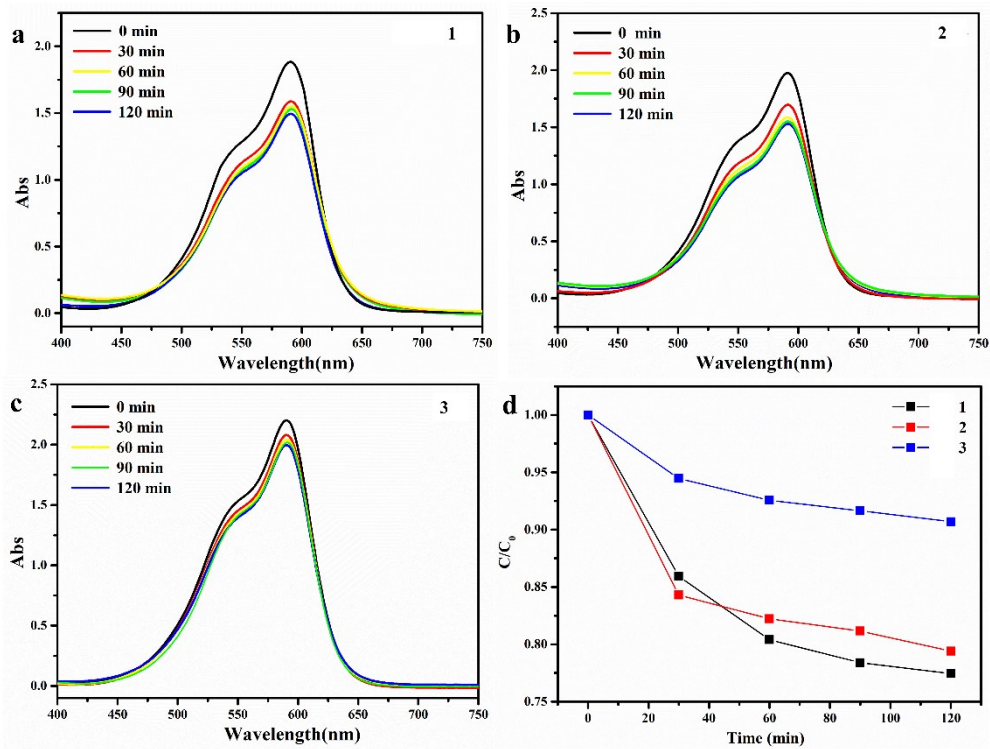 a
1
0 min
30 min
60 min
90 min
120 min
2.0
1.5
1.0
0.5
0.0
Abs
400 450 500 550 600 650 700 750
Wavelength(nm)
b
2
0 min
30 min
60 min
90 min
120 min
2.5
2.0
1.5
1.0
0.5
0.0
Abs
400 450 500 550 600 650 700 750
Wavelength(nm)
c
3
0 min
30 min
60 min
90 min
120 min
2.5
2.0
1.5
1.0
0.5
0.0
Abs
400 450 500 550 600 650 700 750
Wavelength(nm)
d
1
2
3
1.00
0.95
0.90
0.85
0.80
0.75
C/C₀
0 20 40 60 80 100 120
Time (min)